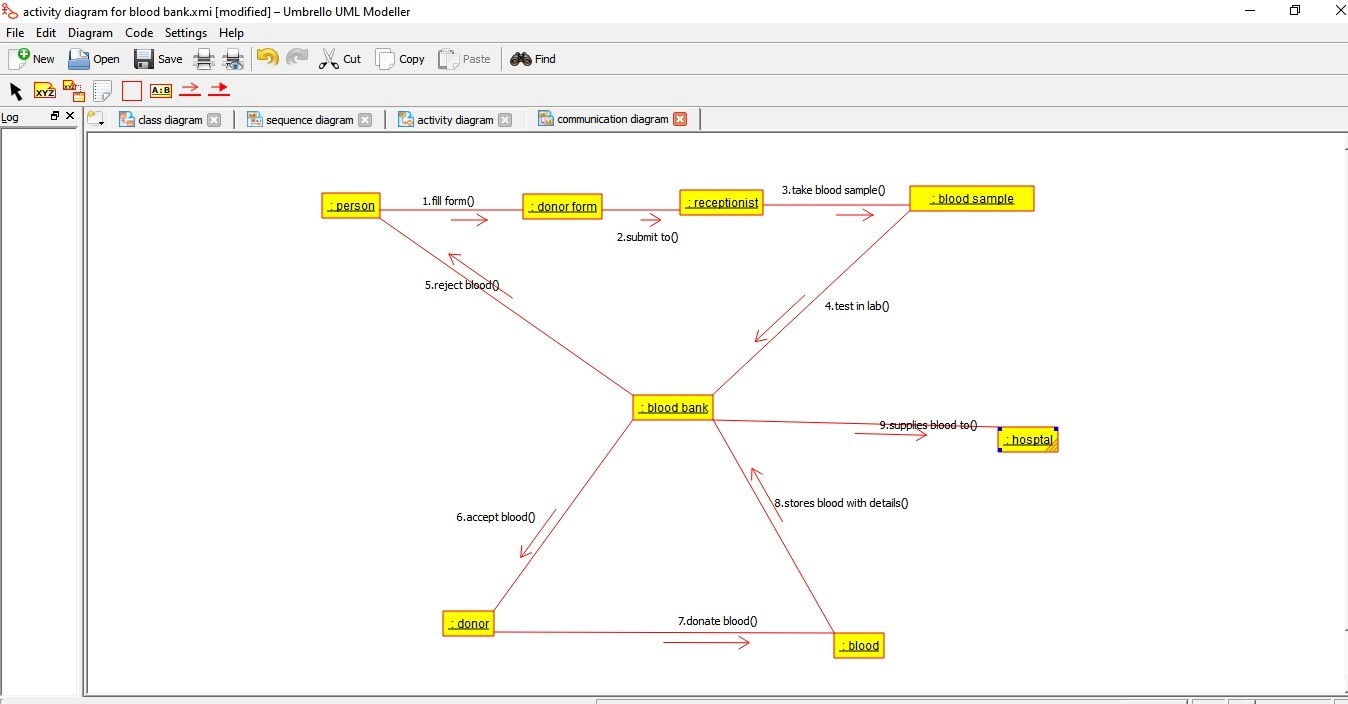 activity diagram for blood bank.xmi [modified] – Umbrello UML Modeller
File Edit Diagram Code Settings Help
New Open Save Cut Copy Paste Find
XYZ XYZ A:B
Log class diagram sequence diagram activity diagram communication diagram
3.take blood sample()
: person 1.fill form() : donor form : receptionist : blood sample
2.submit to()
5.reject blood()
4.test in lab()
: blood bank
9.supplies blood to()
: hosptal
8.stores blood with details()
6.accept blood()
: donor 7.donate blood()
: blood